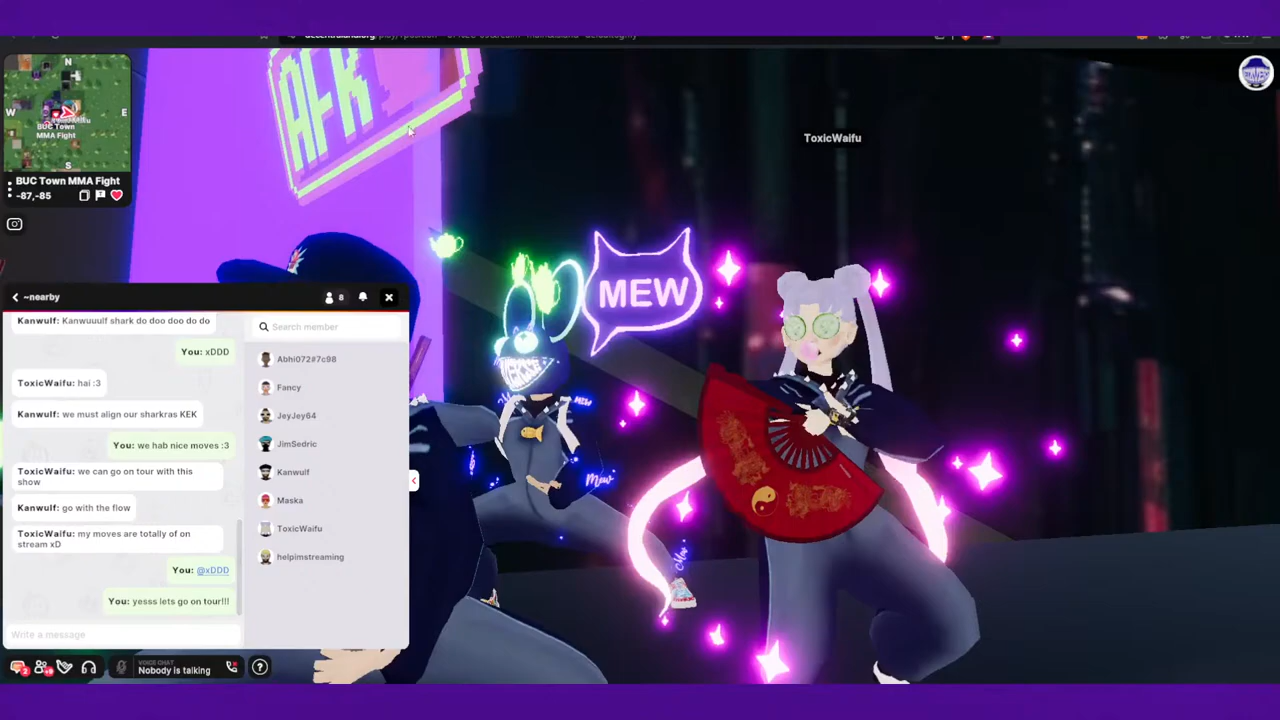 N
W
E
BUC Town
MMA Fight
S
BUC Town MMA Fight
-87,-85
AFK
ToxicWaifu
MEW
MEW
Mew
Mew
~nearby
8
Kanwulf: Kanwuuulf shark do doo doo do do
You: xDDD
ToxicWaifu: hai :3
Kanwulf: we must align our sharkras KEK
You: we hab nice moves :3
ToxicWaifu: we can go on tour with this
show
Kanwulf: go with the flow
ToxicWaifu: my moves are totally of on
stream xD
You: @xDDD
You: yesss lets go on tour!!!
Write a message
Search member
Abhi072#7c98
Fancy
JeyJey64
JimSedric
Kanwulf
Maska
ToxicWaifu
helpimstreaming
VOICE CHAT
Nobody is talking
?